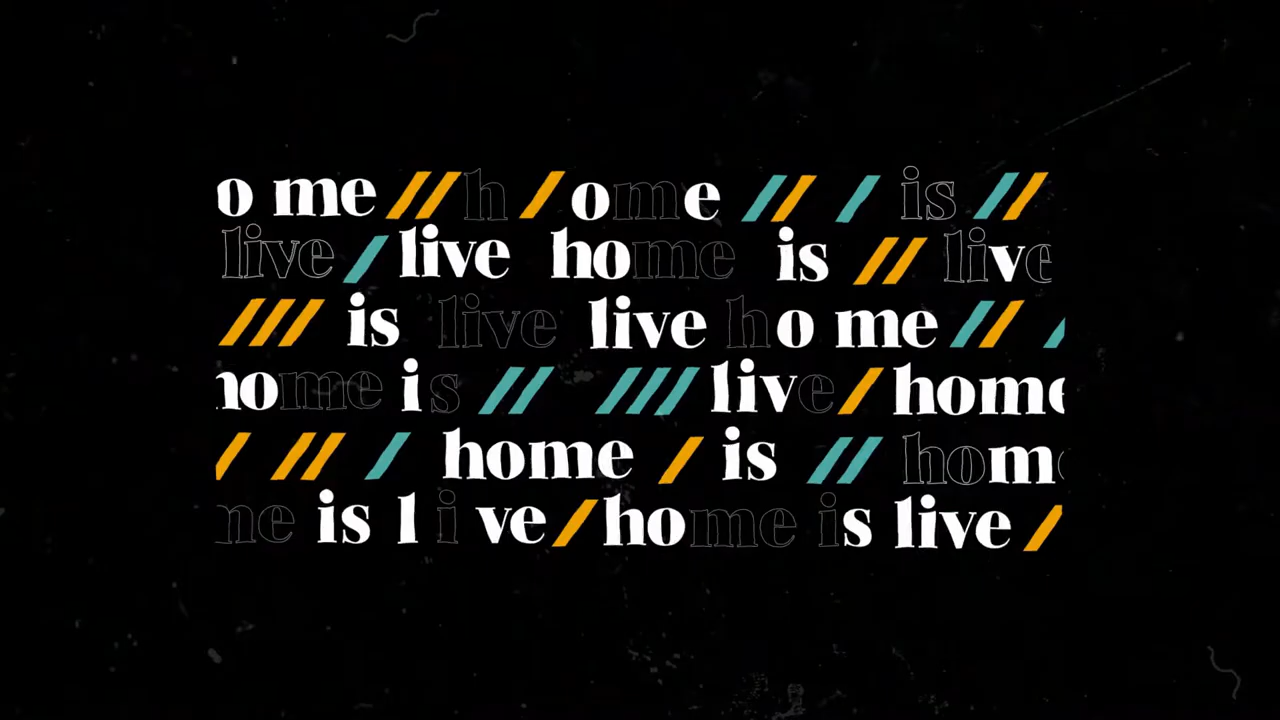 o me // h / ome // / is //
live / live home is // live
/// is live live ho me // /
home is // /// live / home
/ // / home / is // home
me is l i ve / home is live /